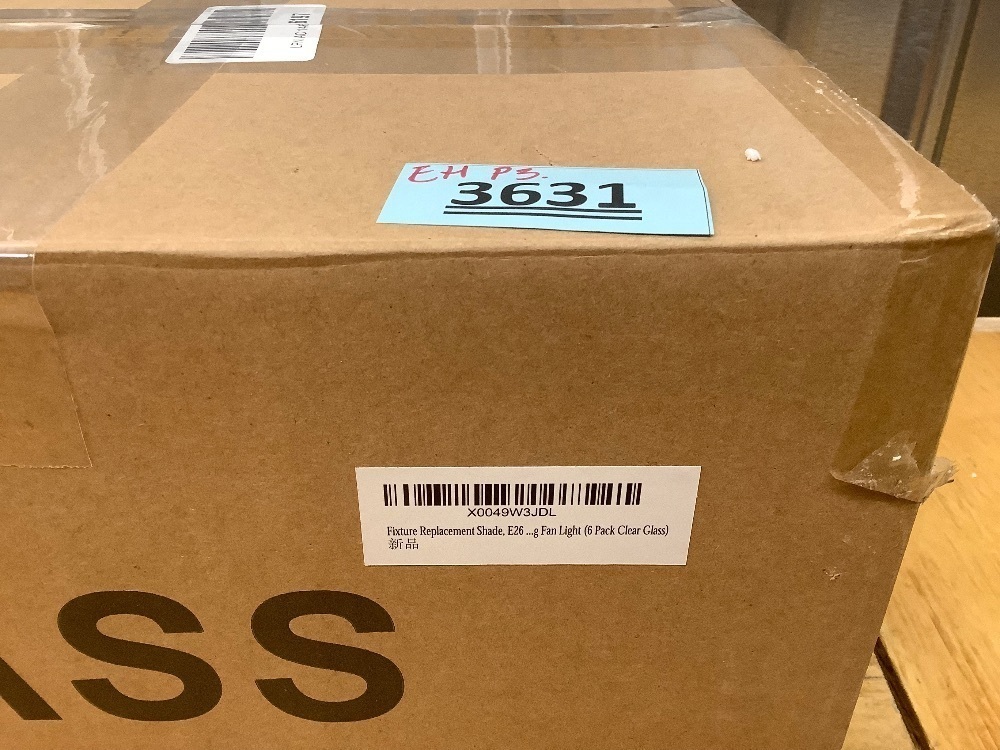 EH P3.
3631
X0049W3JDL
Fixture Replacement Shade, E26 ...g Fan Light (6 Pack Clear Glass)
新品
ASS